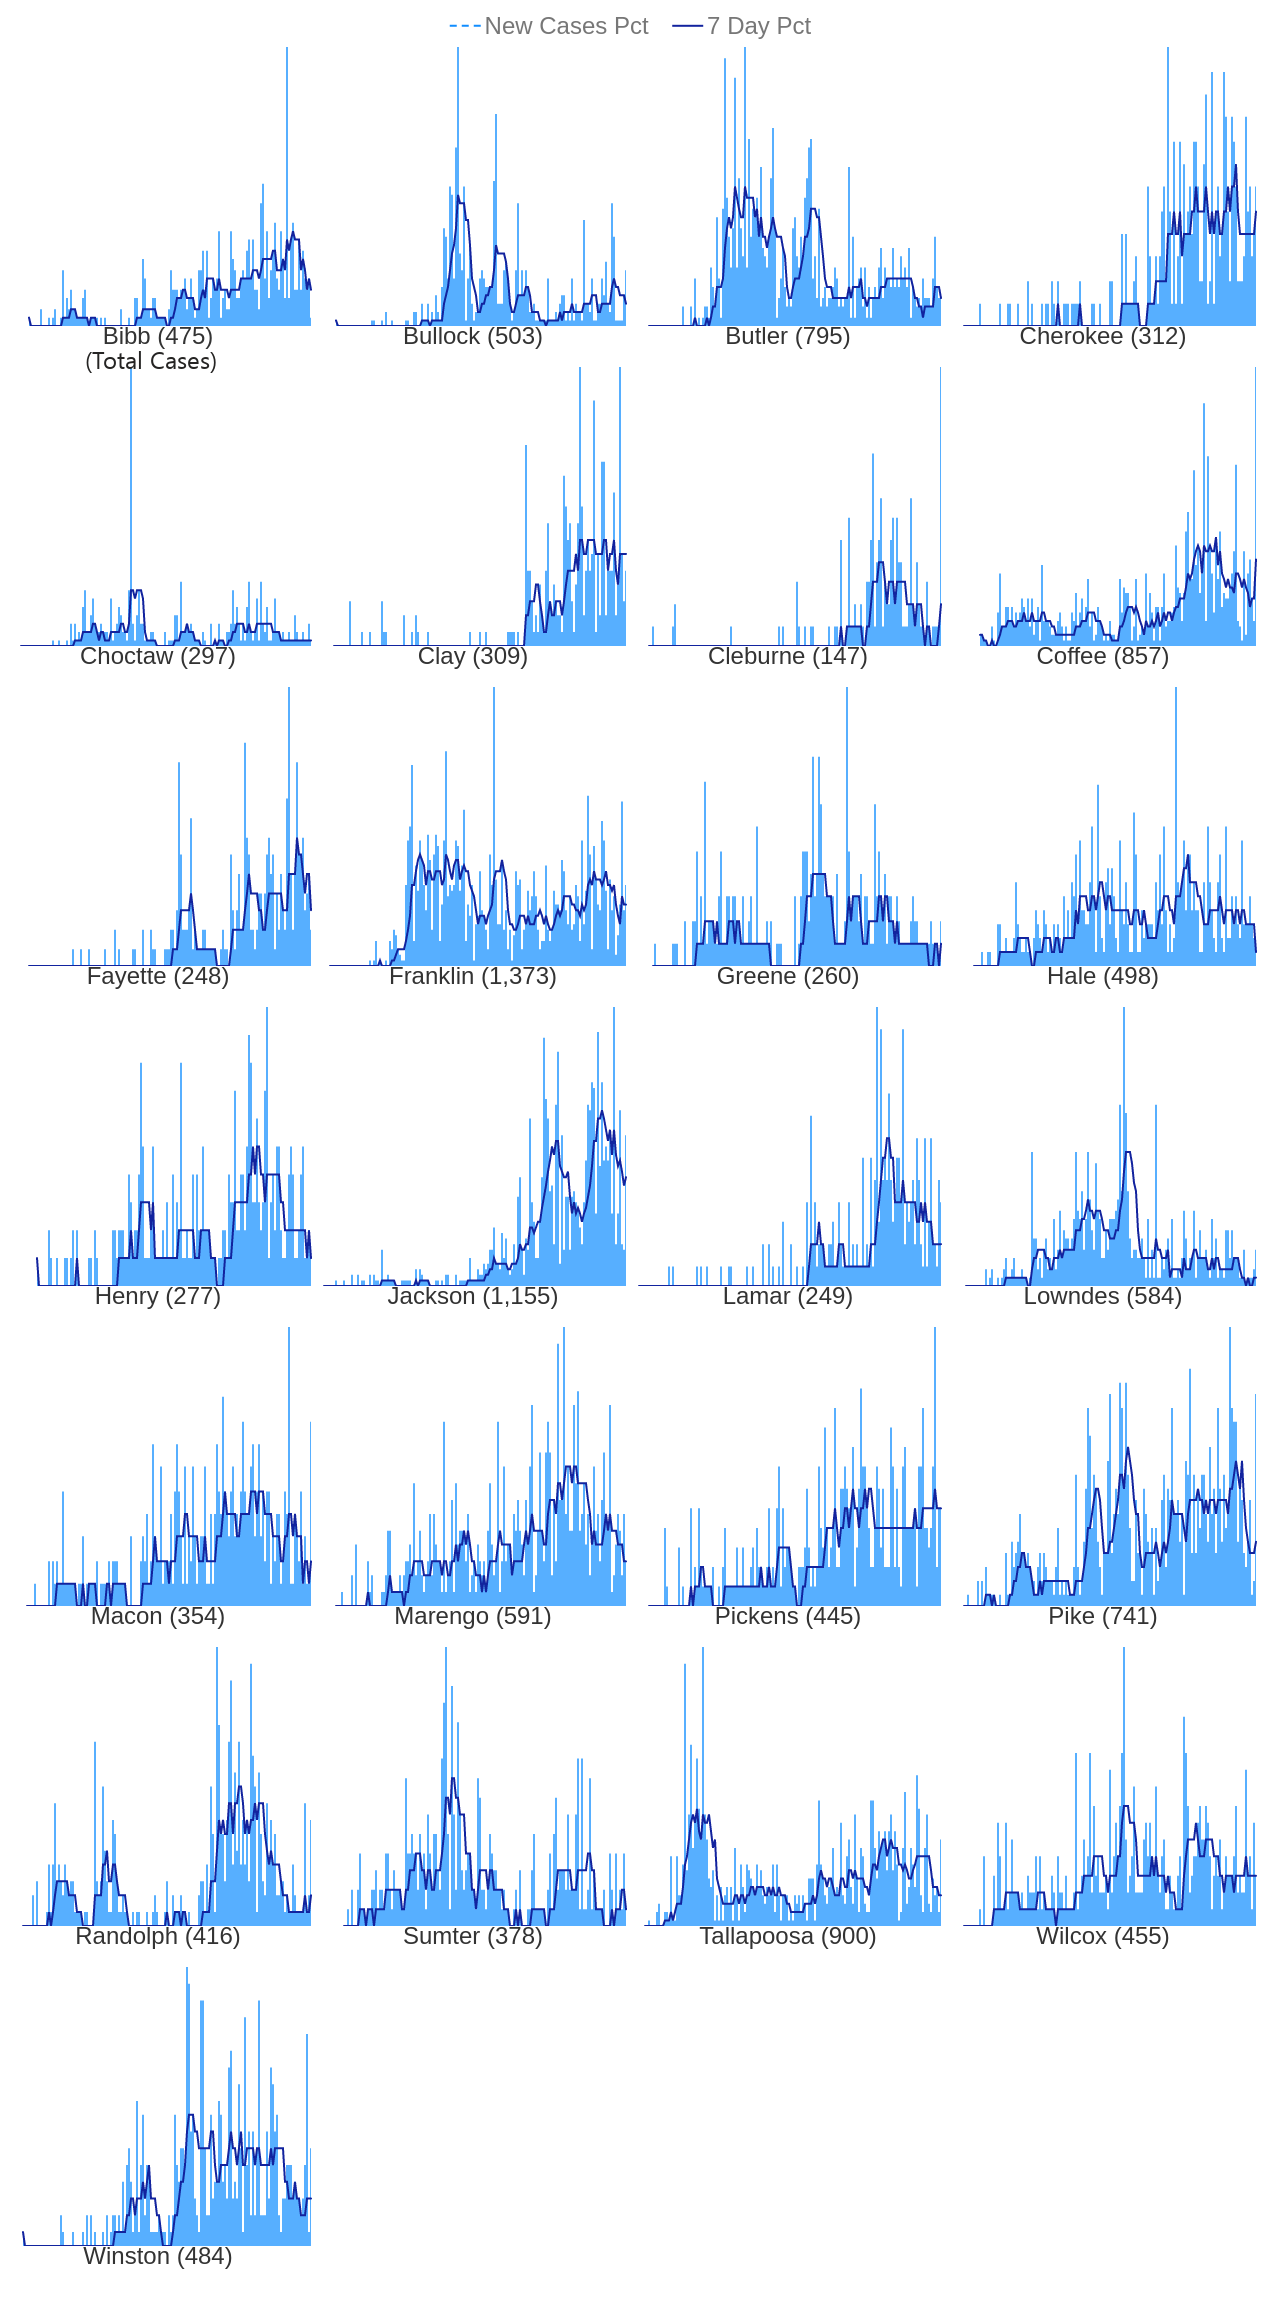 New Cases Pct 7 Day Pct
Bibb (475) Bullock (503) Butler (795) Cherokee (312)
(Total Cases)
Choctaw (297) Clay (309) Cleburne (147) Coffee (857)
Fayette (248) Franklin (1,373) Greene (260) Hale (498)
Henry (277) Jackson (1,155) Lamar (249) Lowndes (584)
Macon (354) Marengo (591) Pickens (445) Pike (741)
Randolph (416) Sumter (378) Tallapoosa (900) Wilcox (455)
Winston (484)